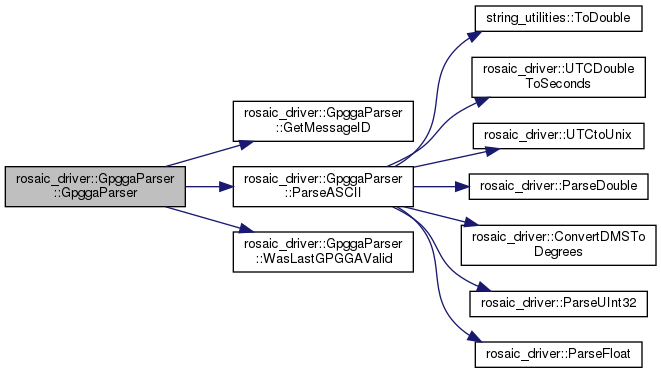 rosaic_driver::GpggaParser
::GpggaParser
rosaic_driver::GpggaParser
::GetMessageID
rosaic_driver::GpggaParser
::ParseASCII
rosaic_driver::GpggaParser
::WasLastGPGGAValid
string_utilities::ToDouble
rosaic_driver::UTCDouble
ToSeconds
rosaic_driver::UTCtoUnix
rosaic_driver::ParseDouble
rosaic_driver::ConvertDMSTo
Degrees
rosaic_driver::ParseUInt32
rosaic_driver::ParseFloat